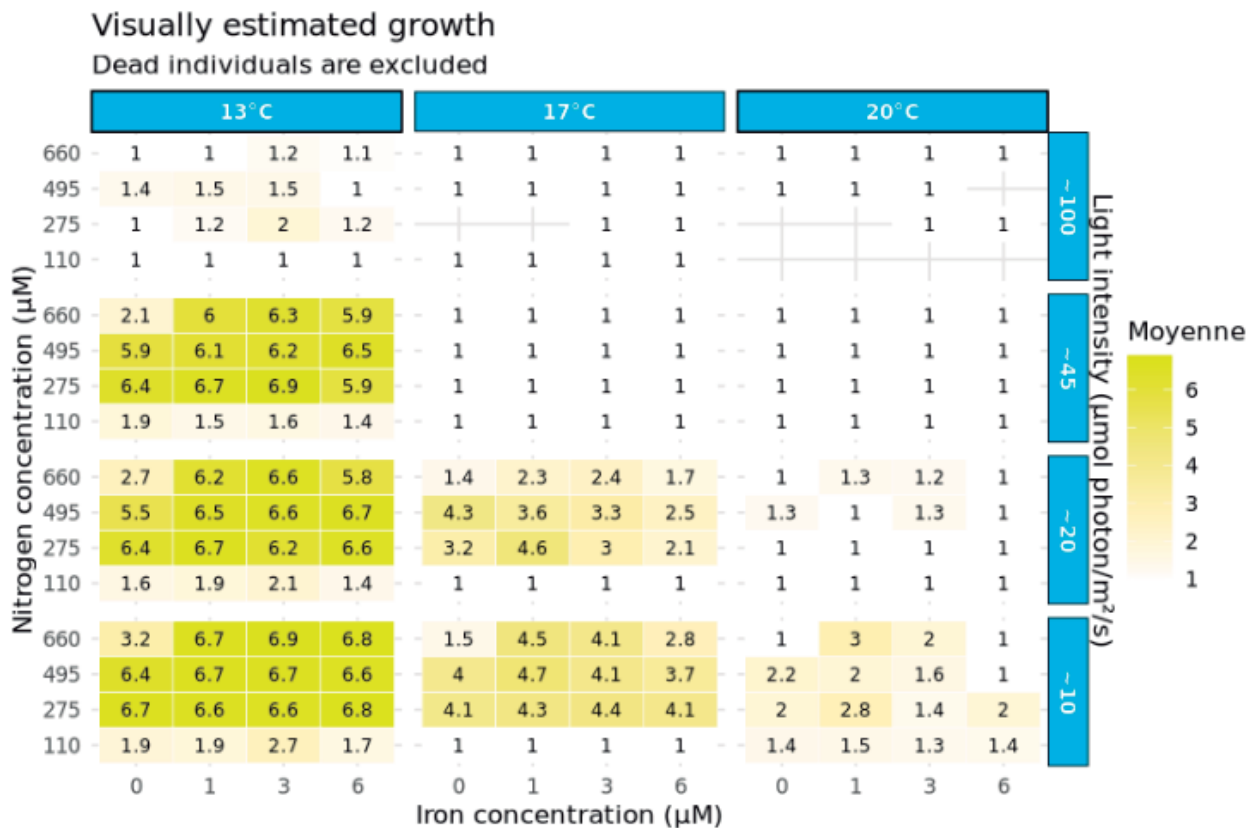 Visually estimated growth
Dead individuals are excluded
13°C 17°C 20°C
660 1 1 1.2 1.1 1 1 1 1 1 1 1 1
495 1.4 1.5 1.5 1 1 1 1 1 1 1 1
275 1 1.2 2 1.2 1 1 1 1
110 1 1 1 1 1 1 1 1
~100
660 2.1 6 6.3 5.9 1 1 1 1 1 1 1 1
495 5.9 6.1 6.2 6.5 1 1 1 1 1 1 1 1
275 6.4 6.7 6.9 5.9 1 1 1 1 1 1 1 1
110 1.9 1.5 1.6 1.4 1 1 1 1 1 1 1 1
~45
660 2.7 6.2 6.6 5.8 1.4 2.3 2.4 1.7 1 1.3 1.2 1
495 5.5 6.5 6.6 6.7 4.3 3.6 3.3 2.5 1.3 1 1.3 1
275 6.4 6.7 6.2 6.6 3.2 4.6 3 2.1 1 1 1 1
110 1.6 1.9 2.1 1.4 1 1 1 1 1 1 1 1
~20
660 3.2 6.7 6.9 6.8 1.5 4.5 4.1 2.8 1 3 2 1
495 6.4 6.7 6.7 6.6 4 4.7 4.1 3.7 2.2 2 1.6 1
275 6.7 6.6 6.6 6.8 4.1 4.3 4.4 4.1 2 2.8 1.4 2
110 1.9 1.9 2.7 1.7 1 1 1 1 1.4 1.5 1.3 1.4
~10
0 1 3 6 0 1 3 6 0 1 3 6
Iron concentration (µM)
Nitrogen concentration (µM)
Light intensity (µmol photon/m²/s)
Moyenne
6
5
4
3
2
1